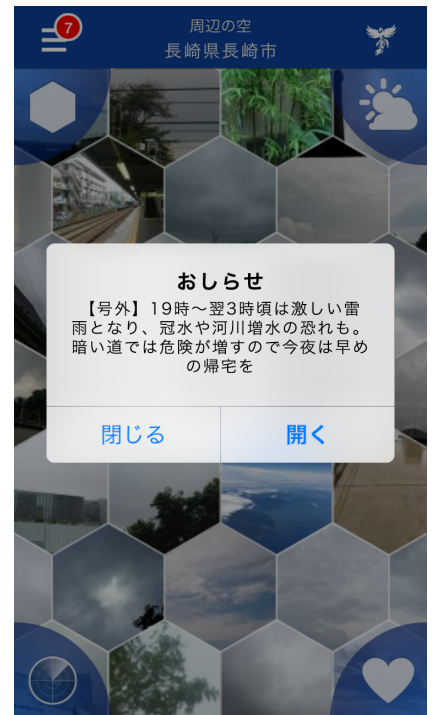 7
周辺の空
長崎県長崎市
おしらせ
【号外】19時〜翌3時頃は激しい雷
雨となり、冠水や河川増水の恐れも。
暗い道では危険が増すので今夜は早め
の帰宅を
閉じる
開く